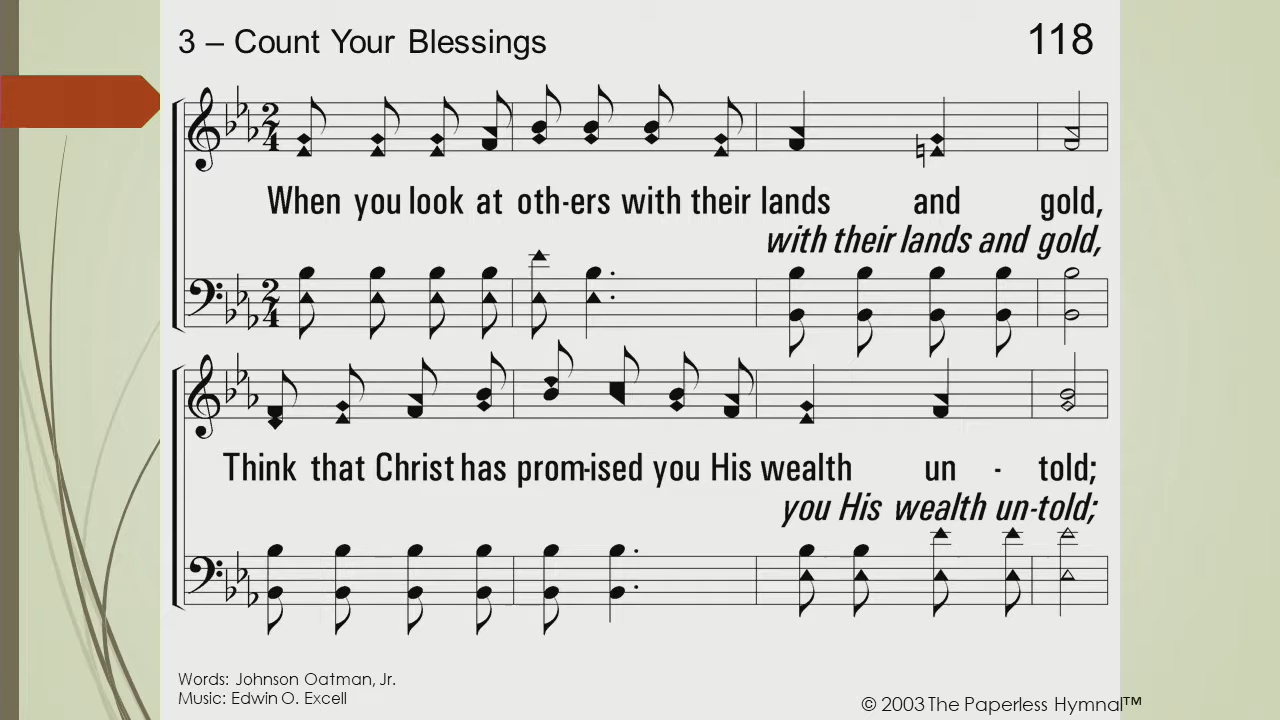 3 – Count Your Blessings
118
When you look at oth-ers with their lands and gold,
with their lands and gold,
Think that Christ has prom-ised you His wealth un - told;
you His wealth un-told;
Words: Johnson Oatman, Jr.
Music: Edwin O. Excell
© 2003 The Paperless Hymnal™